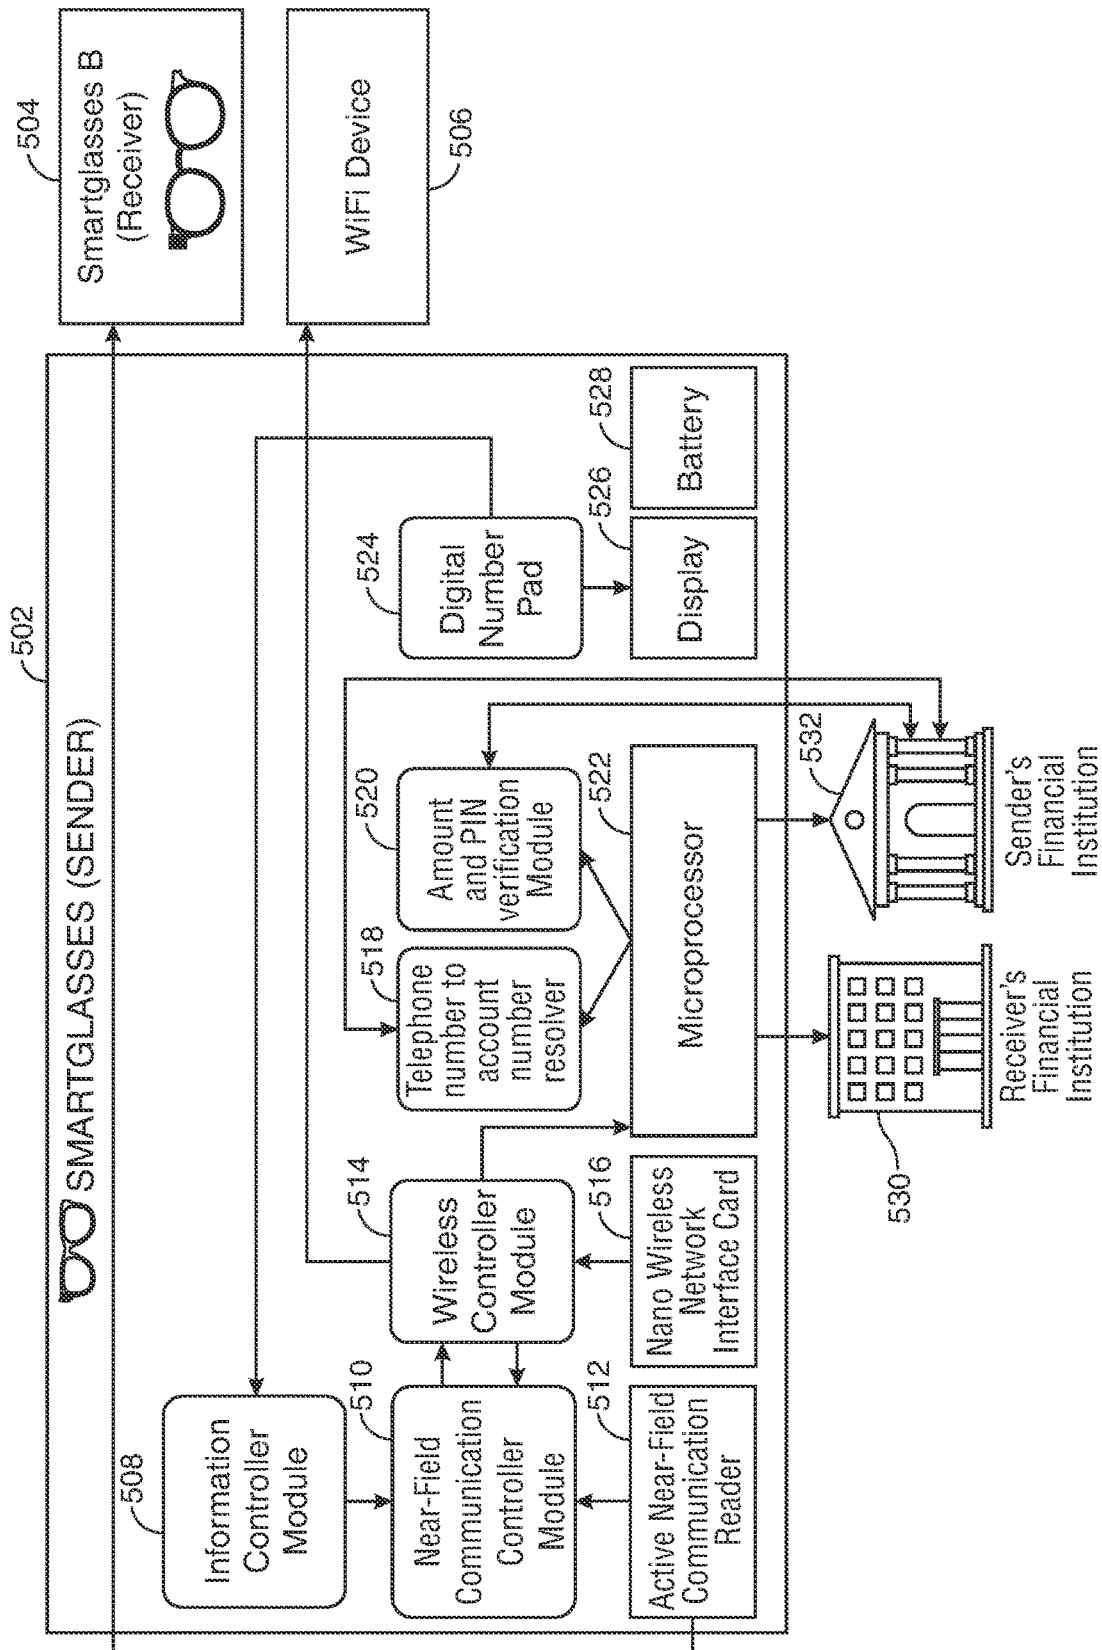 502
SMARTGLASSES (SENDER)
504
Smartglasses B
(Receiver)
506
WiFi Device
508
Information
Controller
Module
510
Near-Field
Communication
Controller
Module
512
Active Near-Field
Communication
Reader
514
Wireless
Controller
Module
516
Nano Wireless
Network
Interface Card
518
Telephone
number to
account
number
resolver
520
Amount
and PIN
verification
Module
522
Microprocessor
524
Digital
Number
Pad
526
Display
528
Battery
530
Receiver's
Financial
Institution
532
Sender's
Financial
Institution